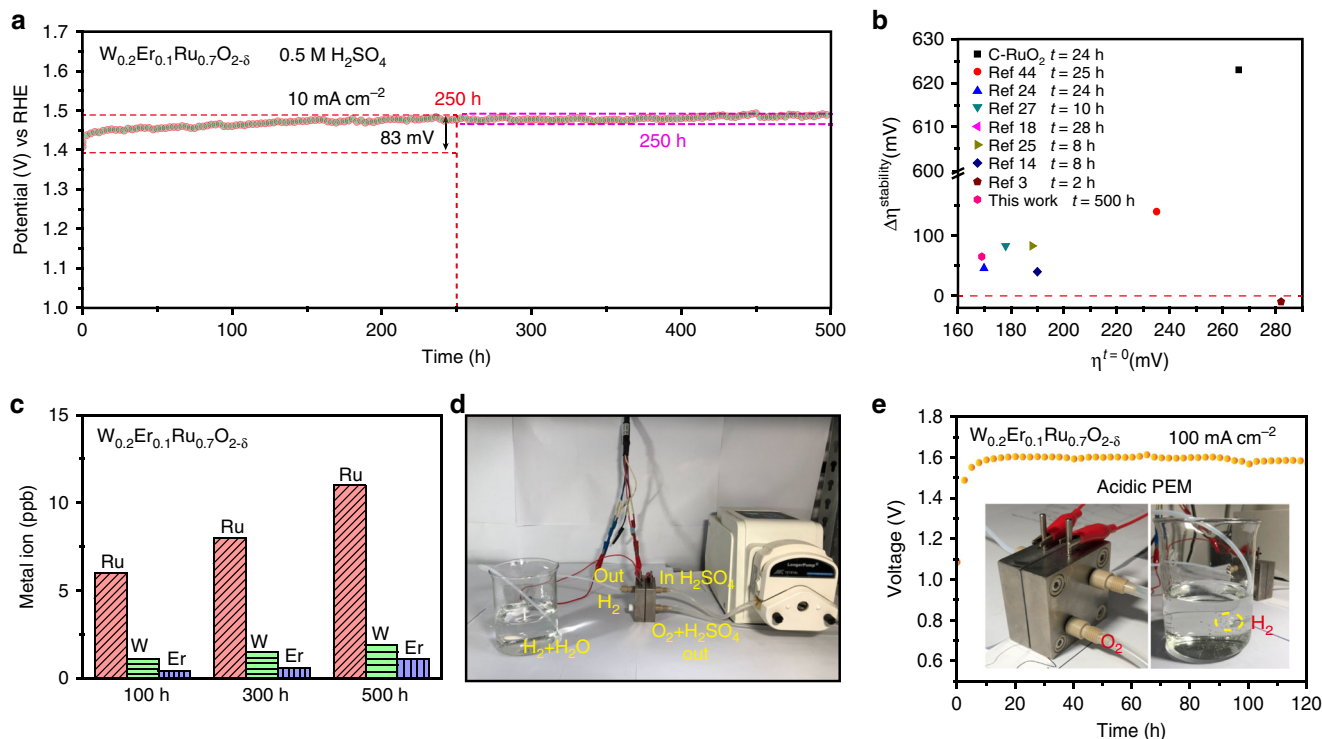 a
W0.2Er0.1Ru0.7O2-δ 0.5 M H2SO4
10 mA cm–2
250 h
83 mV
250 h
Potential (V) vs RHE
1.7
1.6
1.5
1.4
1.3
1.2
1.1
1.0
0 100 200 300 400 500
Time (h)
b
C-RuO2 t = 24 h
Ref 44 t = 25 h
Ref 24 t = 24 h
Ref 27 t = 10 h
Ref 18 t = 28 h
Ref 25 t = 8 h
Ref 14 t = 8 h
Ref 3 t = 2 h
This work t = 500 h
Δηstability(mV)
630
620
610
600
100
0
160 180 200 220 240 260 280
ηt = 0(mV)
c
W0.2Er0.1Ru0.7O2-δ
Metal ion (ppb)
15
10
5
0
Ru
W
Er
Ru
W
Er
Ru
W
Er
100 h 300 h 500 h
d
Out
H2
In H2SO4
H2+H2O
O2+H2SO4
out
LongerPump
e
W0.2Er0.1Ru0.7O2-δ 100 mA cm–2
Acidic PEM
O2
H2
Voltage (V)
1.8
1.6
1.4
1.2
1.0
0.8
0.6
0 20 40 60 80 100 120
Time (h)